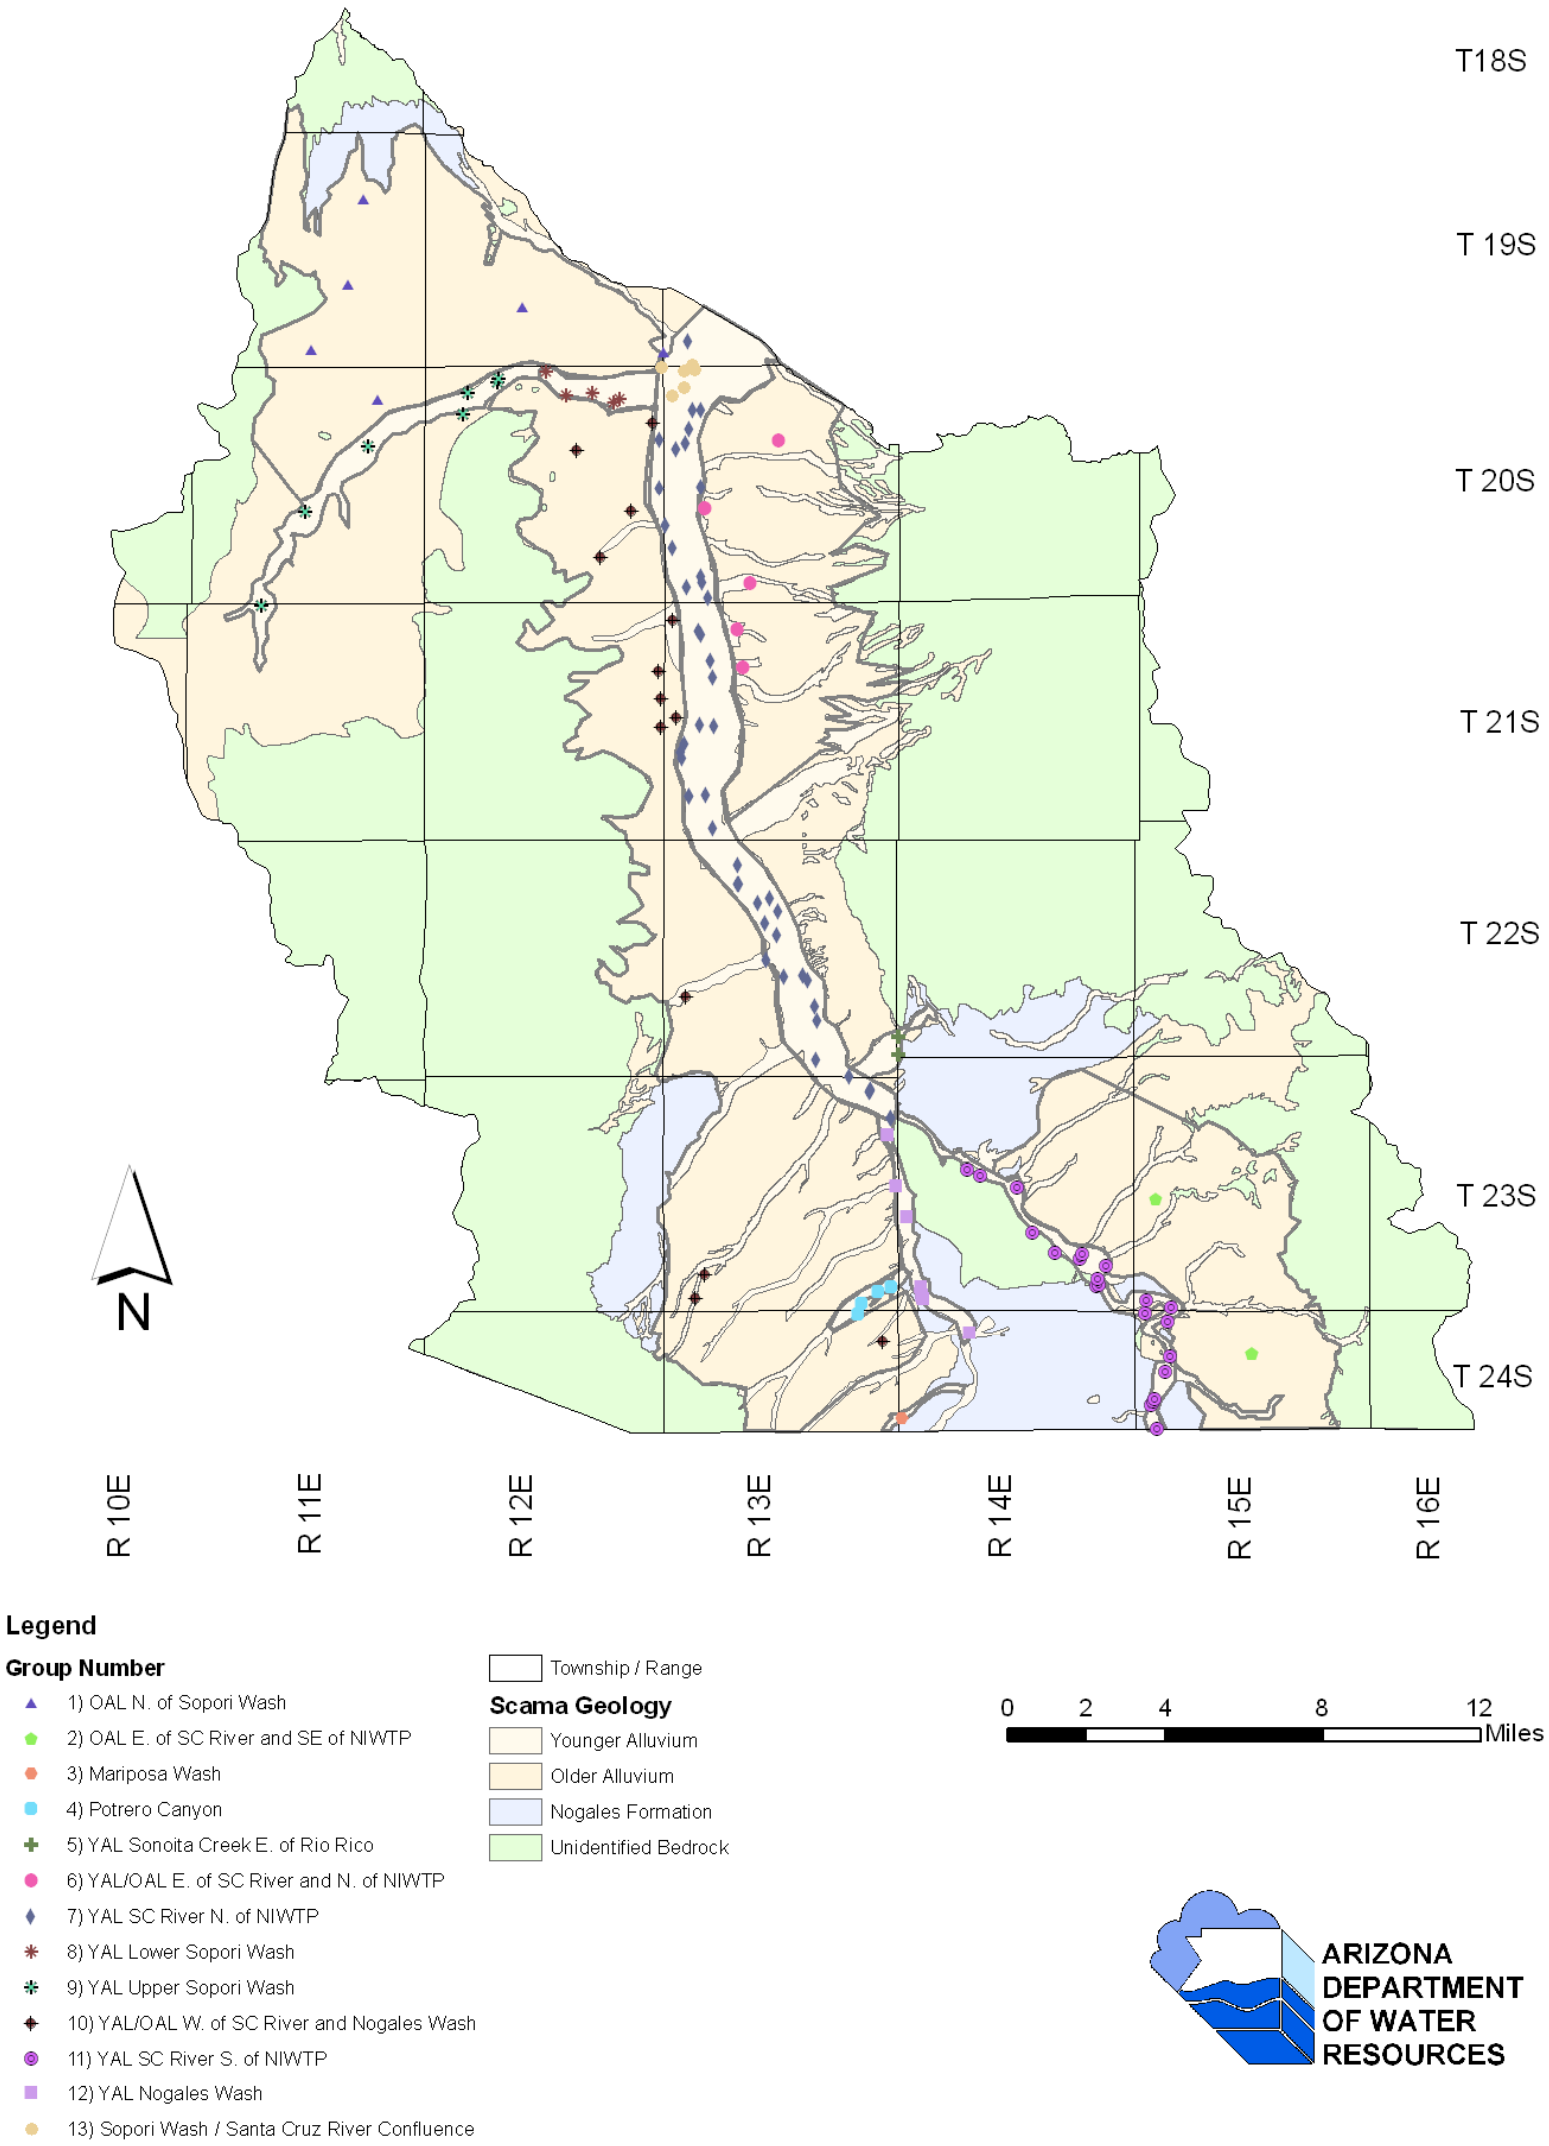 T18S
T 19S
T 20S
T 21S
T 22S
T 23S
T 24S
N
R 10E
R 11E
R 12E
R 13E
R 14E
R 15E
R 16E
Legend
Group Number
1) OAL N. of Sopori Wash
2) OAL E. of SC River and SE of NIWTP
3) Mariposa Wash
4) Potrero Canyon
5) YAL Sonoita Creek E. of Rio Rico
6) YAL/OAL E. of SC River and N. of NIWTP
7) YAL SC River N. of NIWTP
8) YAL Lower Sopori Wash
9) YAL Upper Sopori Wash
10) YAL/OAL W. of SC River and Nogales Wash
11) YAL SC River S. of NIWTP
12) YAL Nogales Wash
13) Sopori Wash / Santa Cruz River Confluence
Township / Range
Scama Geology
Younger Alluvium
Older Alluvium
Nogales Formation
Unidentified Bedrock
0 2 4 8 12
Miles
ARIZONA
DEPARTMENT
OF WATER
RESOURCES